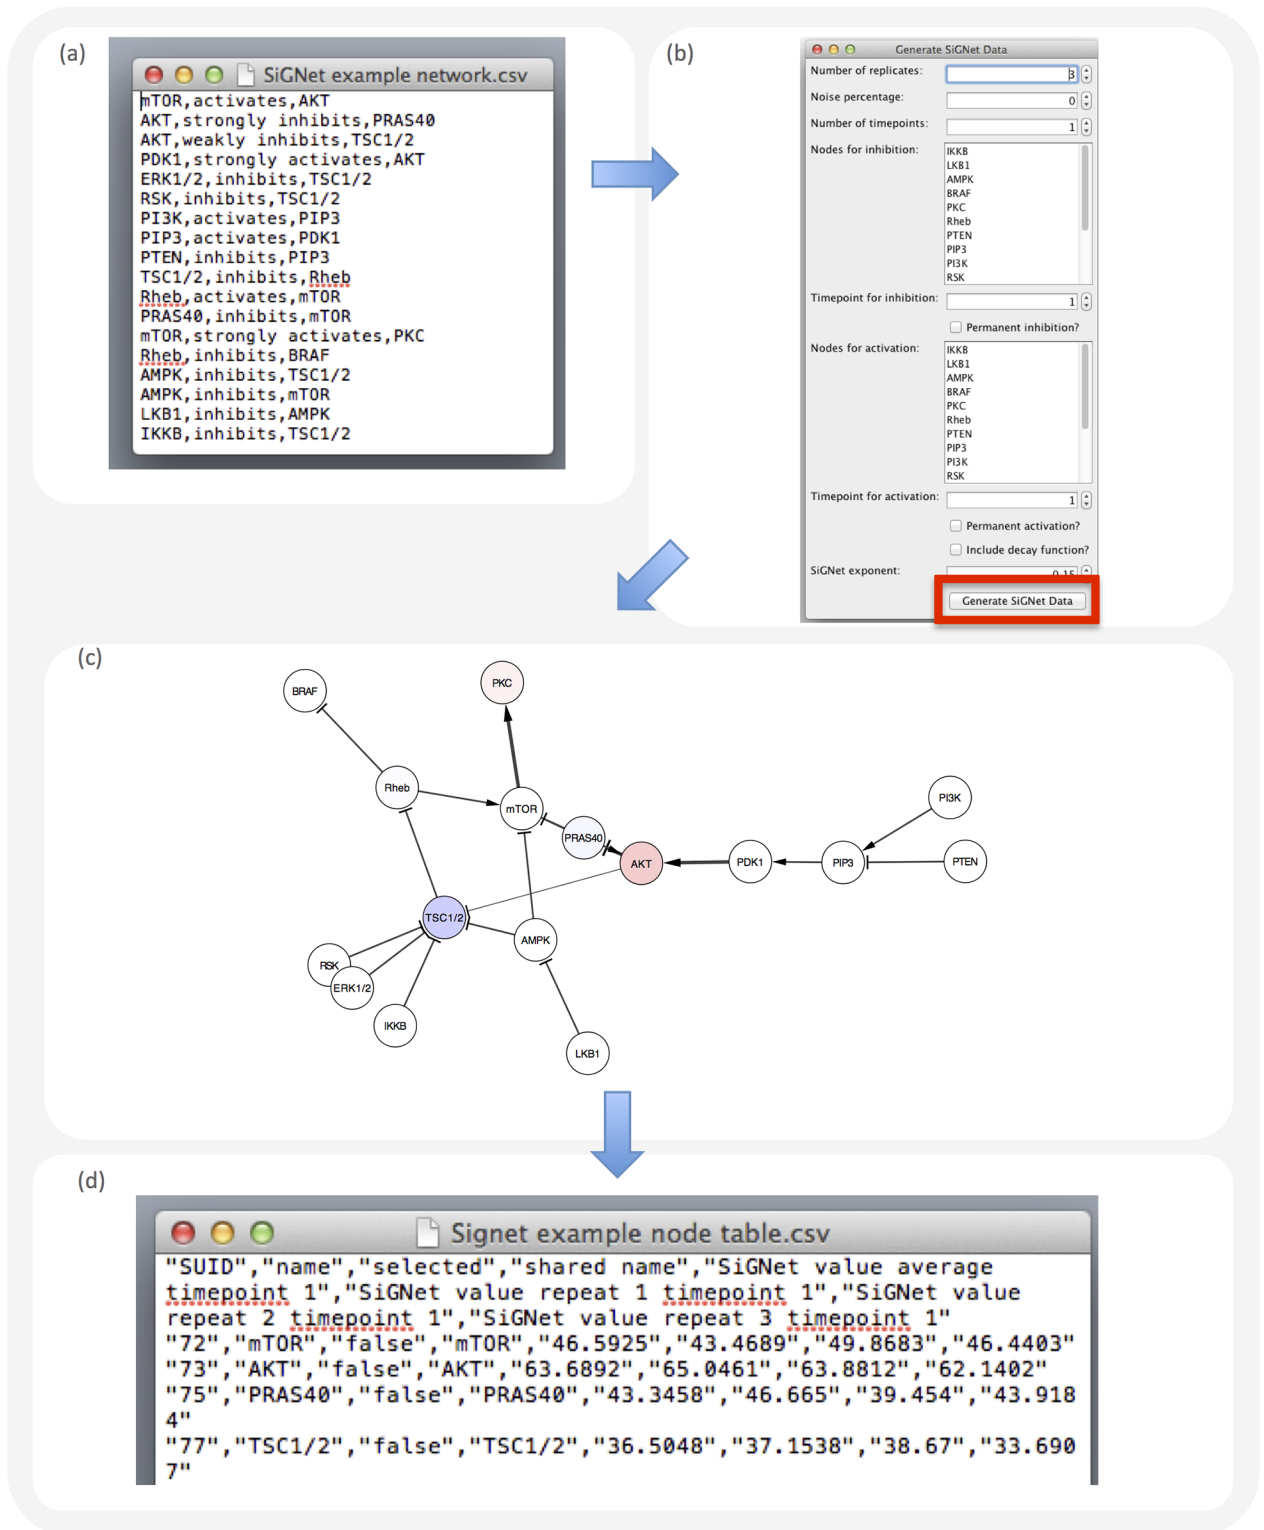 (a)
SiGNet example network.csv
mTOR,activates,AKT
AKT,strongly inhibits,PRAS40
AKT,weakly inhibits,TSC1/2
PDK1,strongly activates,AKT
ERK1/2,inhibits,TSC1/2
RSK,inhibits,TSC1/2
PI3K,activates,PIP3
PIP3,activates,PDK1
PTEN,inhibits,PIP3
TSC1/2,inhibits,Rheb
Rheb,activates,mTOR
PRAS40,inhibits,mTOR
mTOR,strongly activates,PKC
Rheb,inhibits,BRAF
AMPK,inhibits,TSC1/2
AMPK,inhibits,mTOR
LKB1,inhibits,AMPK
IKKB,inhibits,TSC1/2
(b)
Generate SiGNet Data
Number of replicates: 3
Noise percentage: 0
Number of timepoints: 1
Nodes for inhibition:
IKKB
LKB1
AMPK
BRAF
PKC
Rheb
PTEN
PIP3
PI3K
RSK
Timepoint for inhibition: 1
Permanent inhibition?
Nodes for activation:
IKKB
LKB1
AMPK
BRAF
PKC
Rheb
PTEN
PIP3
PI3K
RSK
Timepoint for activation: 1
Permanent activation?
Include decay function?
SiGNet exponent: 0.15
Generate SiGNet Data
(c)
BRAF
PKC
Rheb
mTOR
PI3K
PRAS40
AKT
PDK1
PIP3
PTEN
TSC1/2
AMPK
RSK
ERK1/2
IKKB
LKB1
(d)
Signet example node table.csv
"SUID","name","selected","shared name","SiGNet value average
timepoint 1","SiGNet value repeat 1 timepoint 1","SiGNet value
repeat 2 timepoint 1","SiGNet value repeat 3 timepoint 1"
"72","mTOR","false","mTOR","46.5925","43.4689","49.8683","46.4403"
"73","AKT","false","AKT","63.6892","65.0461","63.8812","62.1402"
"75","PRAS40","false","PRAS40","43.3458","46.665","39.454","43.918
4"
"77","TSC1/2","false","TSC1/2","36.5048","37.1538","38.67","33.690
7"